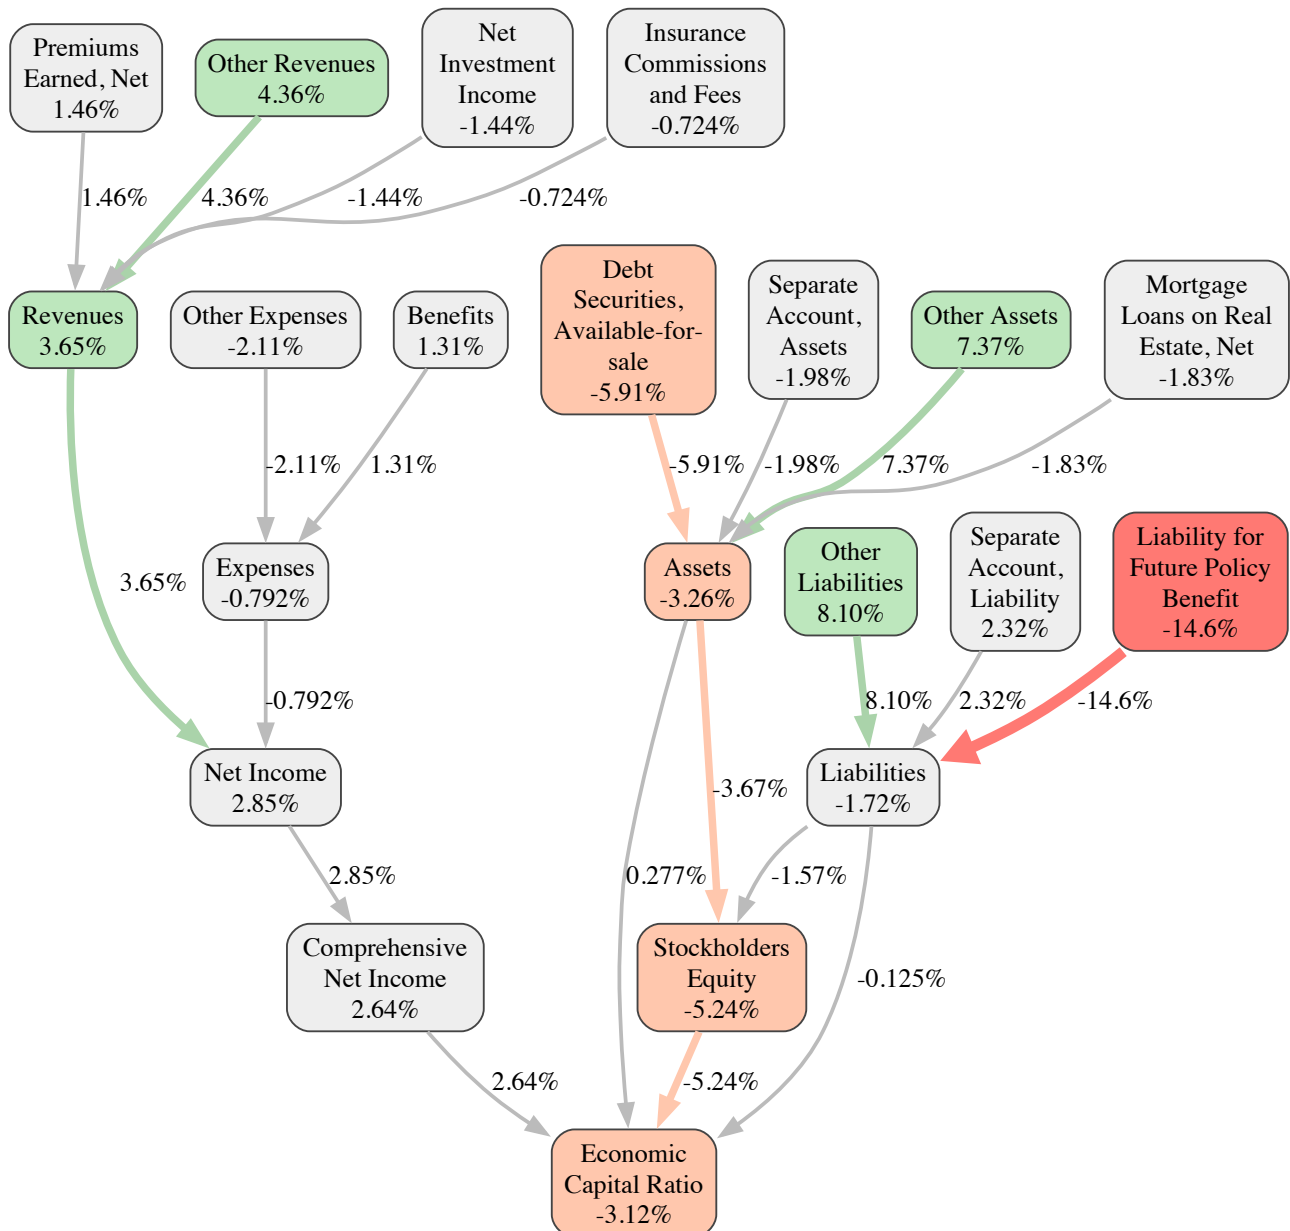 Premiums
Earned, Net
1.46%
Other Revenues
4.36%
Net
Investment
Income
-1.44%
Insurance
Commissions
and Fees
-0.724%
1.46%
4.36%
-1.44%
-0.724%
Revenues
3.65%
Other Expenses
-2.11%
Benefits
1.31%
Debt
Securities,
Available-for-
sale
-5.91%
Separate
Account,
Assets
-1.98%
Other Assets
7.37%
Mortgage
Loans on Real
Estate, Net
-1.83%
-2.11%
1.31%
-5.91%
-1.98%
7.37%
-1.83%
3.65%
Expenses
-0.792%
Assets
-3.26%
Other
Liabilities
8.10%
Separate
Account,
Liability
2.32%
Liability for
Future Policy
Benefit
-14.6%
-0.792%
8.10%
2.32%
-14.6%
Net Income
2.85%
-3.67%
Liabilities
-1.72%
2.85%
0.277%
-1.57%
Comprehensive
Net Income
2.64%
Stockholders
Equity
-5.24%
-0.125%
2.64%
-5.24%
Economic
Capital Ratio
-3.12%